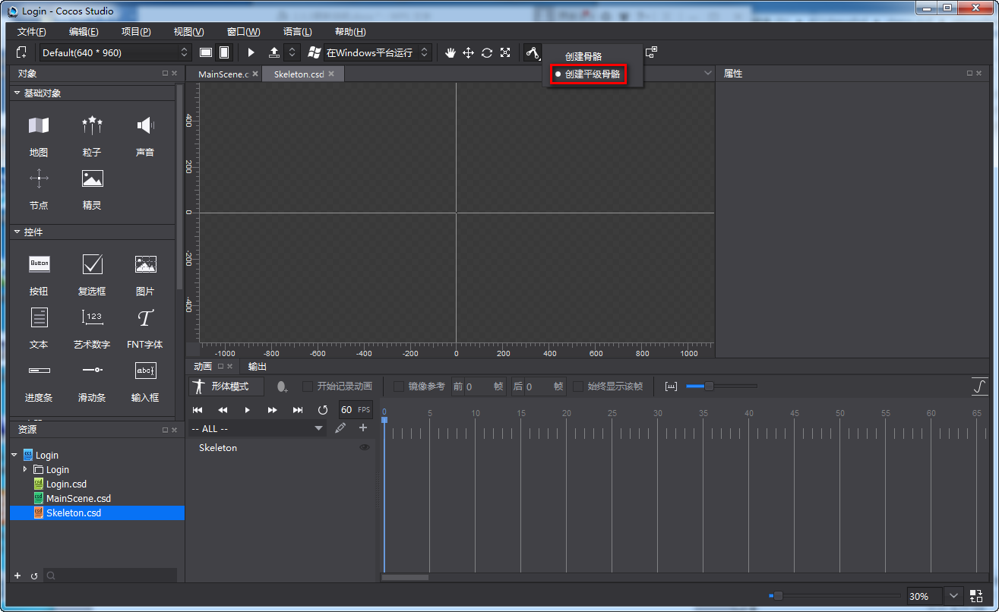 Login - Cocos Studio
文件(F) 编辑(E) 项目(P) 视图(V) 窗口(W) 语言(L) 帮助(H)
Default(640 * 960) 在Windows平台运行
创建骨骼
创建平级骨骼
对象
MainScene.c Skeleton.csd
属性
基础对象
地图 粒子 声音
节点 精灵
控件
Button
按钮 复选框 图片
123
文本 艺术数字 FNT字体
abc
进度条 滑动条 输入框
400
200
0
-200
-400
-1000 -800 -600 -400 -200 0 200 400 600 800 1000
动画 输出
形体模式 开始记录动画 镜像参考 前 0 帧 后 0 帧 始终显示该帧
60 FPS
0 5 10 15 20 25 30 35 40 45 50 55 60 65
-- ALL --
Skeleton
资源
Login
Login
Login.csd
MainScene.csd
Skeleton.csd
30%